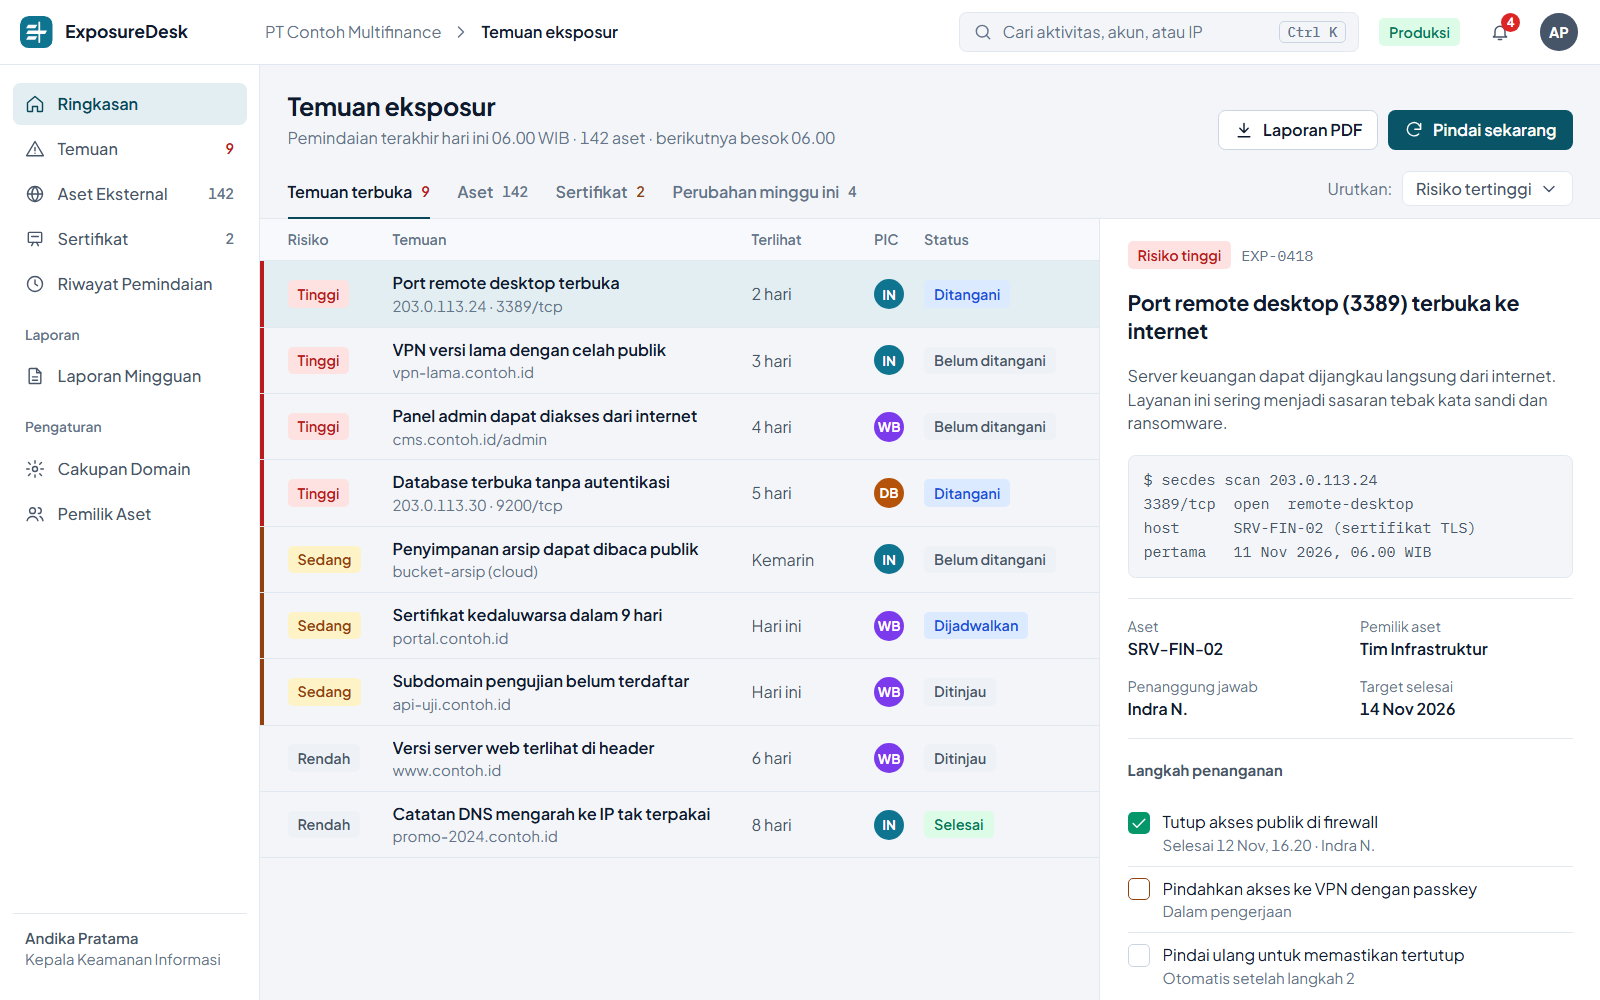 ExposureDesk
PT Contoh Multifinance > Temuan eksposur
Cari aktivitas, akun, atau IP
Ctrl K
Produksi
4
AP
Ringkasan
Temuan 9
Aset Eksternal 142
Sertifikat 2
Riwayat Pemindaian
Laporan
Laporan Mingguan
Pengaturan
Cakupan Domain
Pemilik Aset
Andika Pratama
Kepala Keamanan Informasi
Temuan eksposur
Pemindaian terakhir hari ini 06.00 WIB · 142 aset · berikutnya besok 06.00
Laporan PDF
Pindai sekarang
Temuan terbuka 9 Aset 142 Sertifikat 2 Perubahan minggu ini 4
Urutkan: Risiko tertinggi
Risiko Temuan Terlihat PIC Status
Tinggi Port remote desktop terbuka 2 hari IN Ditangani
203.0.113.24 · 3389/tcp
Tinggi VPN versi lama dengan celah publik 3 hari IN Belum ditangani
vpn-lama.contoh.id
Tinggi Panel admin dapat diakses dari internet 4 hari WB Belum ditangani
cms.contoh.id/admin
Tinggi Database terbuka tanpa autentikasi 5 hari DB Ditangani
203.0.113.30 · 9200/tcp
Sedang Penyimpanan arsip dapat dibaca publik Kemarin IN Belum ditangani
bucket-arsip (cloud)
Sedang Sertifikat kedaluwarsa dalam 9 hari Hari ini WB Dijadwalkan
portal.contoh.id
Sedang Subdomain pengujian belum terdaftar Hari ini WB Ditinjau
api-uji.contoh.id
Rendah Versi server web terlihat di header 6 hari WB Ditinjau
www.contoh.id
Rendah Catatan DNS mengarah ke IP tak terpakai 8 hari IN Selesai
promo-2024.contoh.id
Risiko tinggi EXP-0418
Port remote desktop (3389) terbuka ke
internet
Server keuangan dapat dijangkau langsung dari internet.
Layanan ini sering menjadi sasaran tebak kata sandi dan
ransomware.
$ secdes scan 203.0.113.24
3389/tcp open remote-desktop
host SRV-FIN-02 (sertifikat TLS)
pertama 11 Nov 2026, 06.00 WIB
Aset Pemilik aset
SRV-FIN-02 Tim Infrastruktur
Penanggung jawab Target selesai
Indra N. 14 Nov 2026
Langkah penanganan
Tutup akses publik di firewall
Selesai 12 Nov, 16.20 · Indra N.
Pindahkan akses ke VPN dengan passkey
Dalam pengerjaan
Pindai ulang untuk memastikan tertutup
Otomatis setelah langkah 2